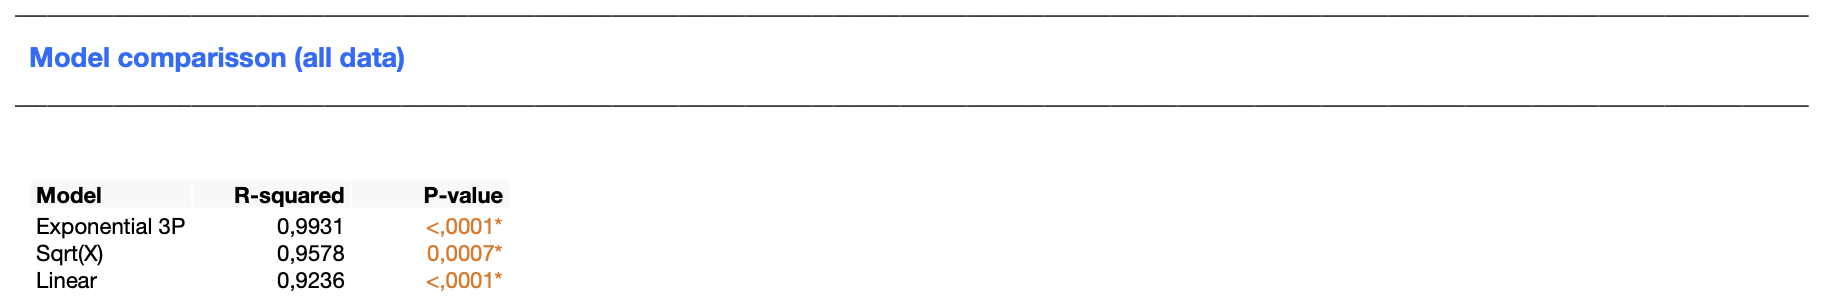 Model comparisson (all data)
Model R-squared P-value
Exponential 3P 0,9931 <,0001*
Sqrt(X) 0,9578 0,0007*
Linear 0,9236 <,0001*